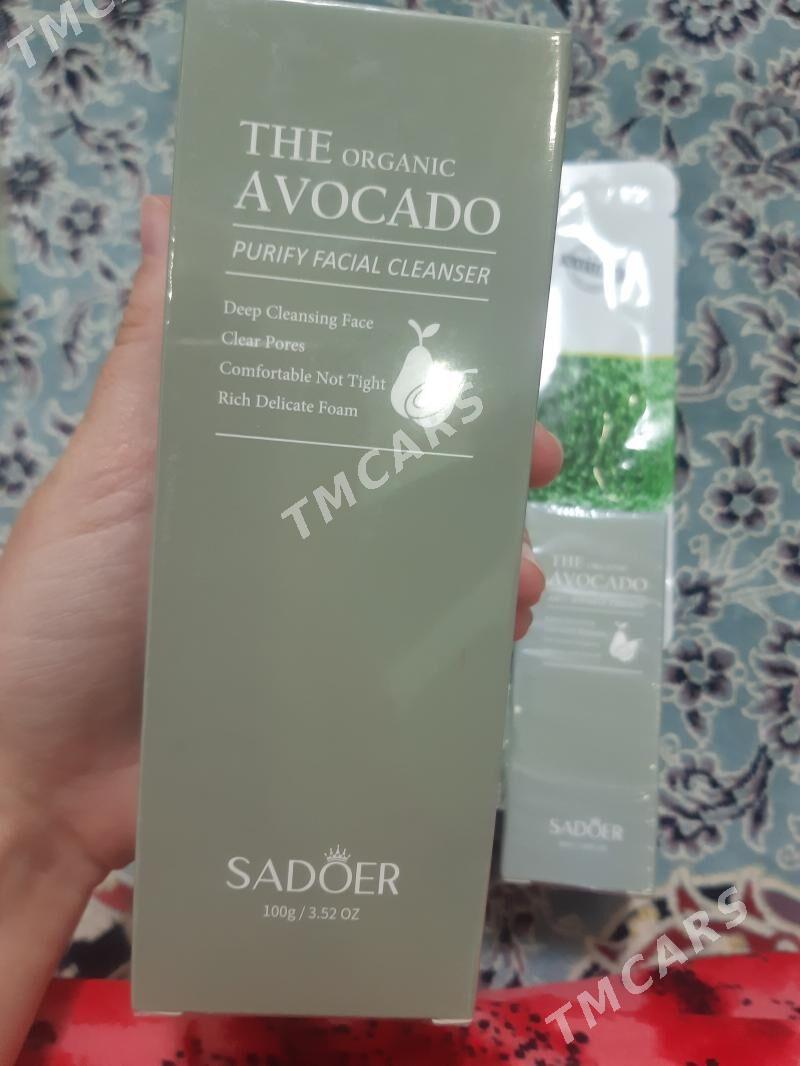 TMCARS
THE ORGANIC
AVOCADO
PURIFY FACIAL CLEANSER
Deep Cleansing Face
Clear Pores
Comfortable Not Tight
Rich Delicate Foam
TMCARS
SADOER
100g / 3.52 OZ
THE ORGANIC
AVOCADO
SADOER
TMCARS